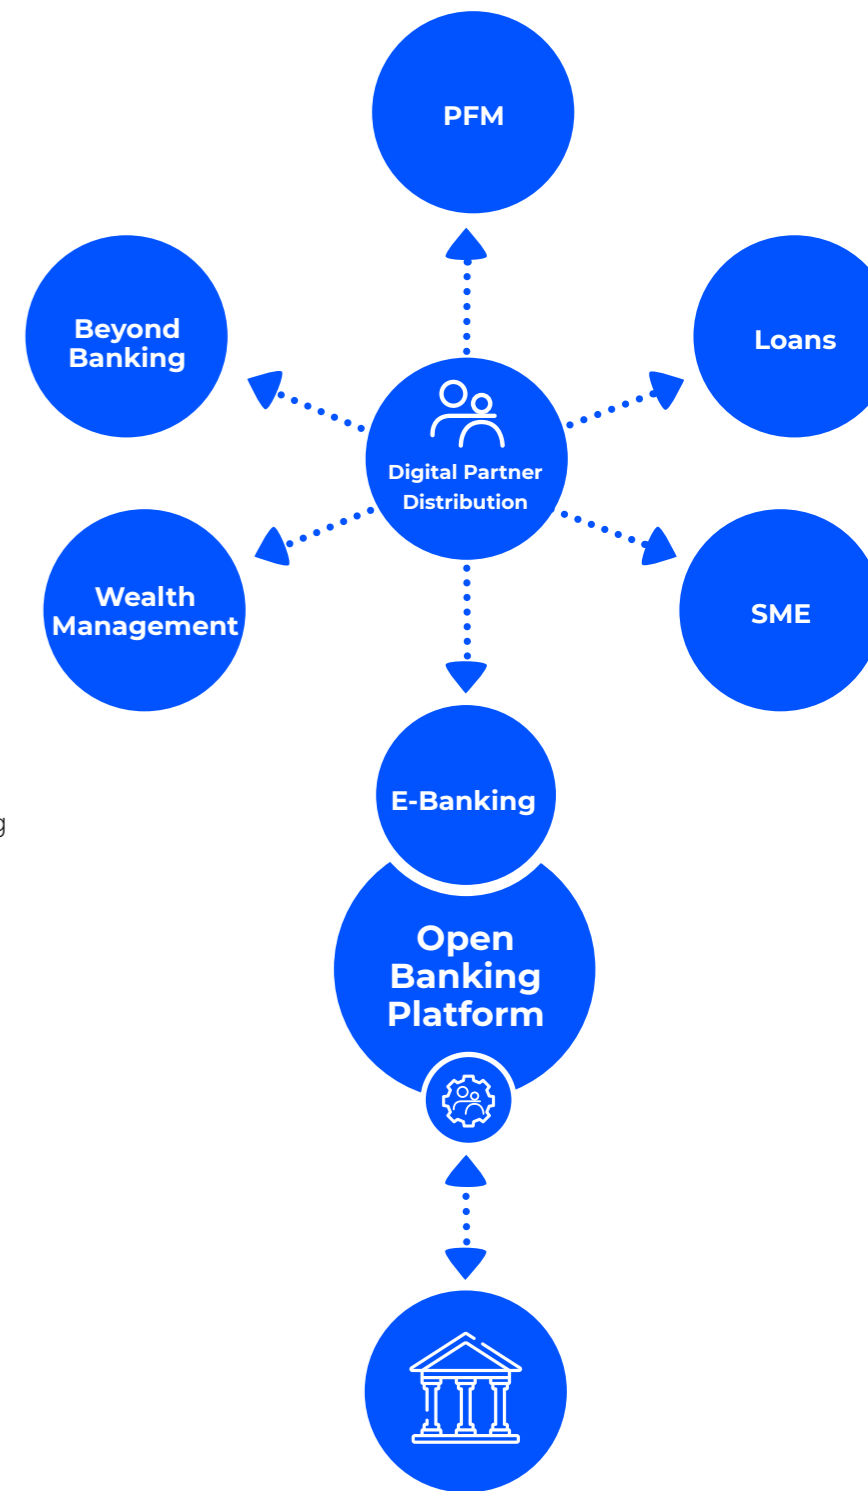 PFM
Beyond
Banking
Loans
Digital Partner
Distribution
Wealth
Management
SME
E-Banking
g
Open
Banking
Platform